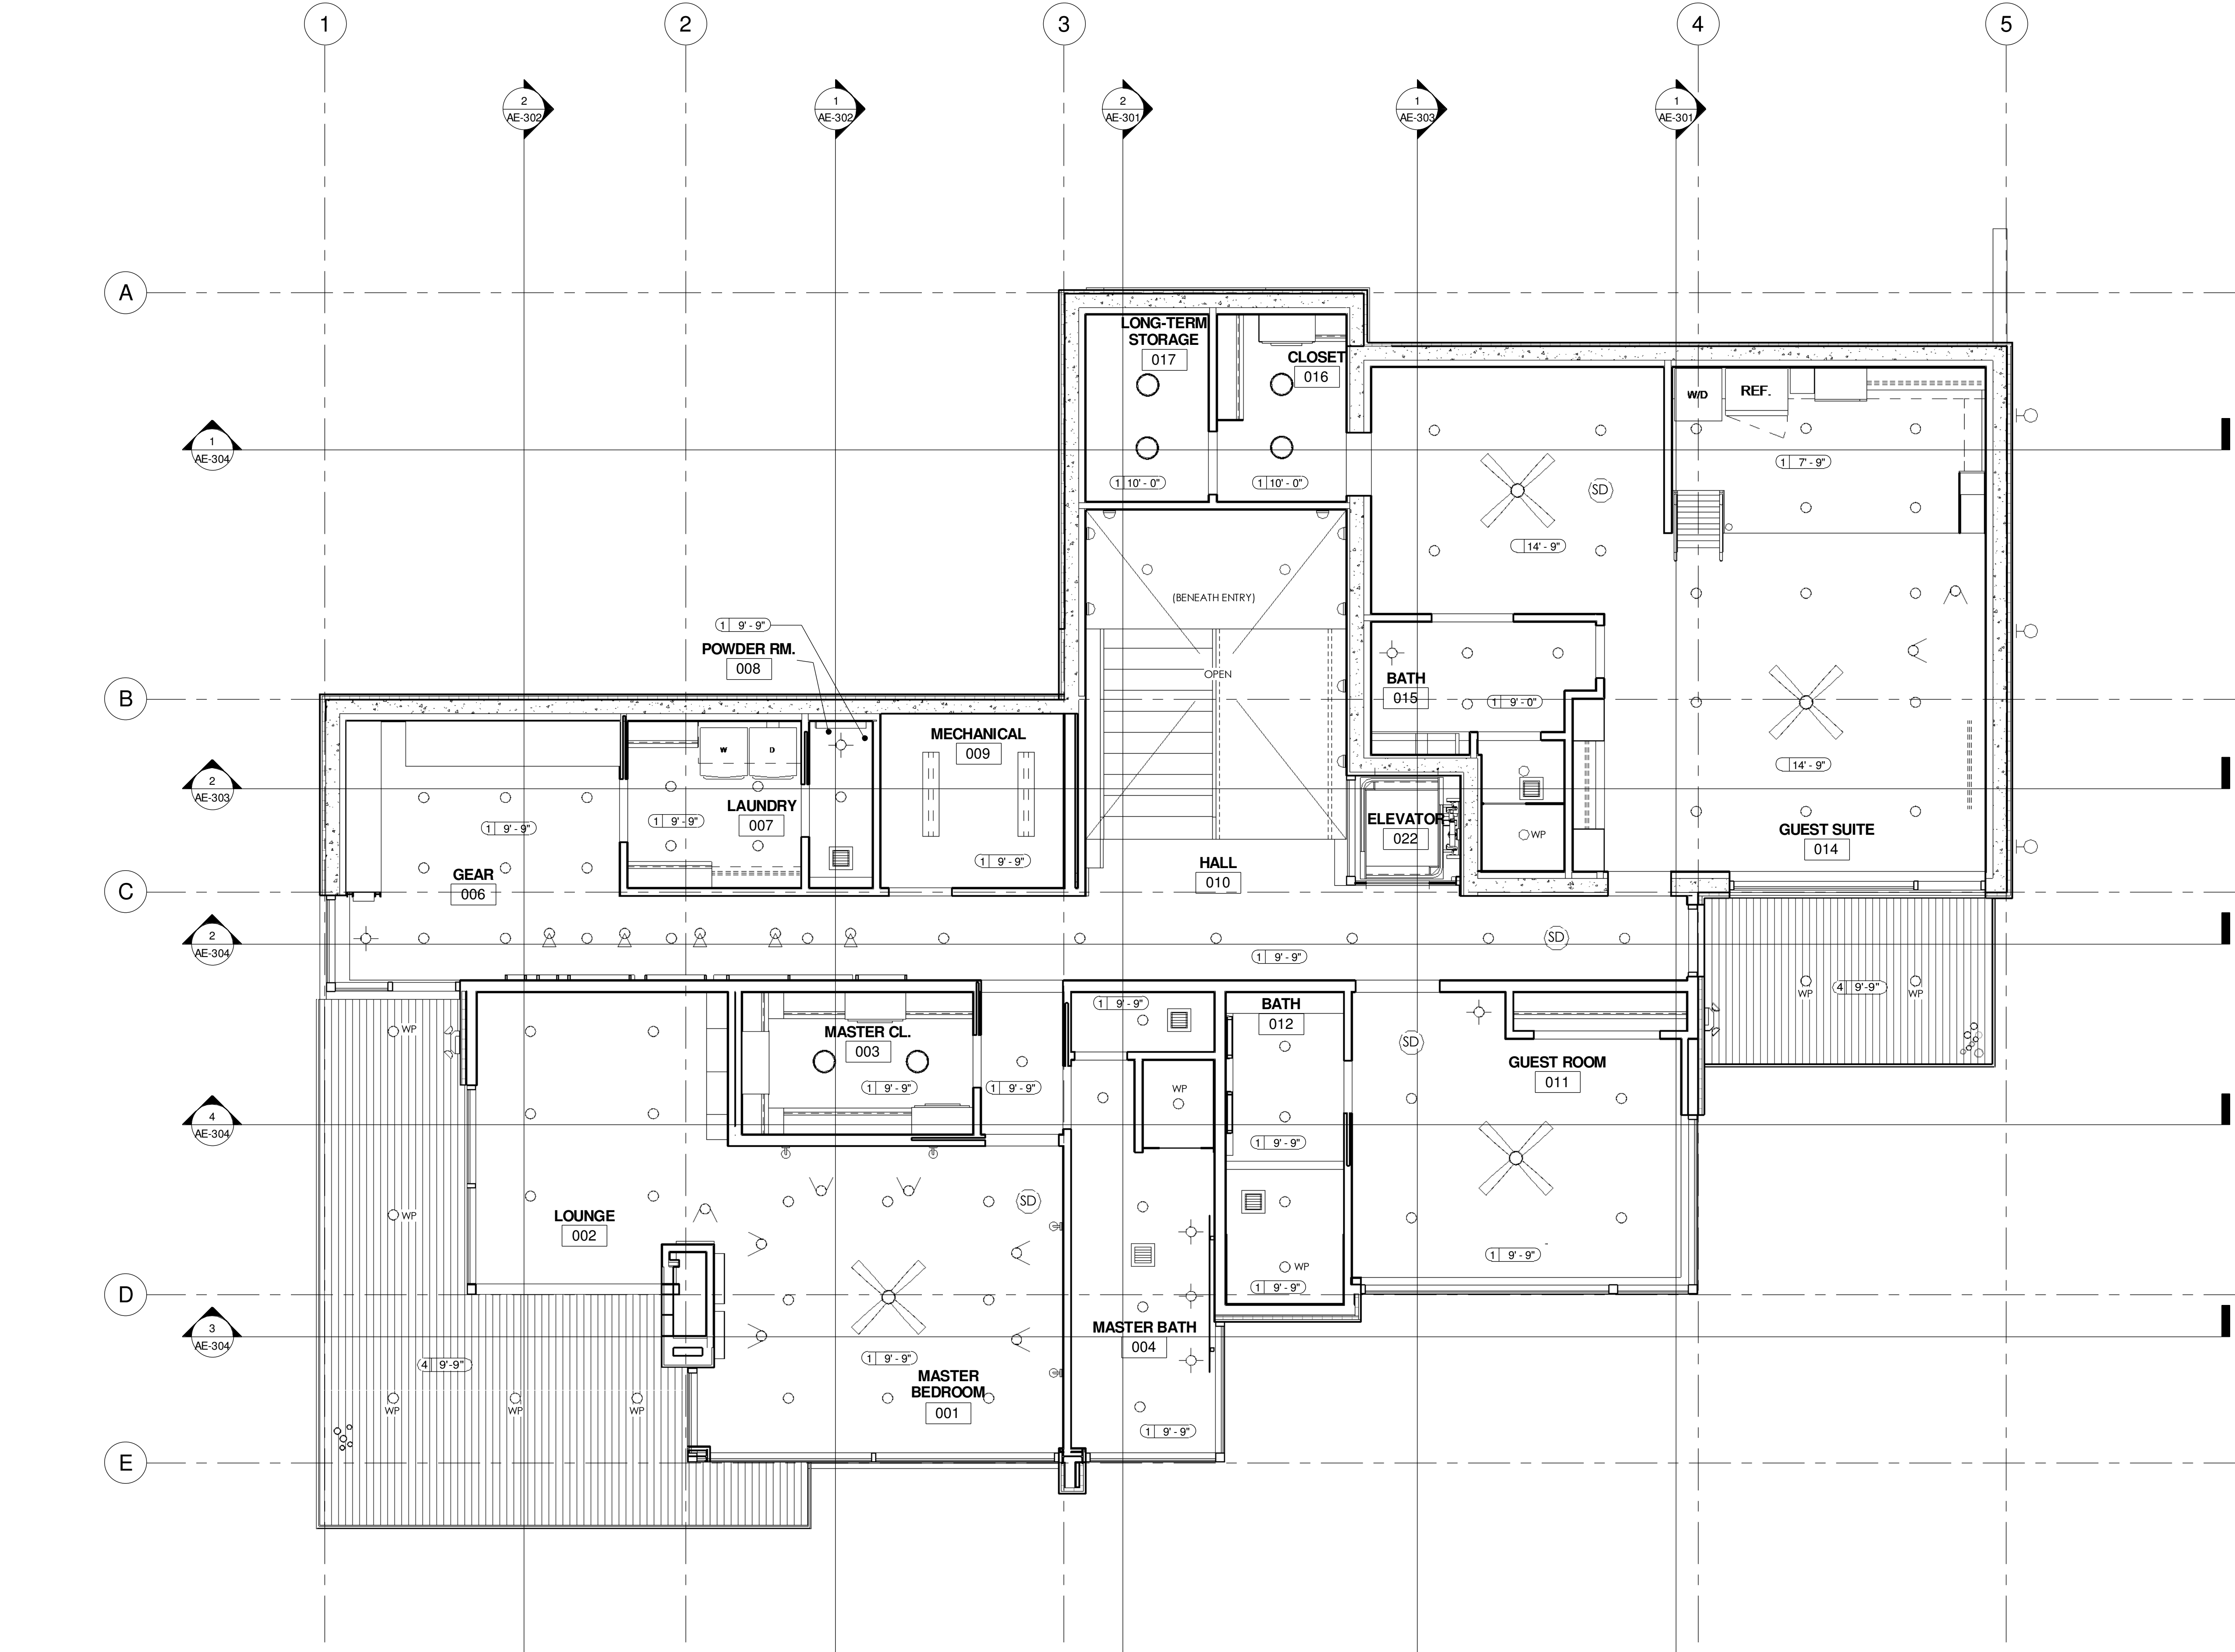 1
2
3
4
5
2
AE-302
1
AE-302
2
AE-301
1
AE-303
1
AE-301
A
LONG-TERM
STORAGE
017
CLOSET
016
W/D
REF.
1
AE-304
1 7' - 9"
1 10' - 0"
1 10' - 0"
SD
14' - 9"
(BENEATH ENTRY)
1 9' - 9"
POWDER RM.
008
OPEN
BATH
015
1 9' - 0"
B
MECHANICAL
009
W
D
14' - 9"
2
AE-303
LAUNDRY
007
1 9' - 9"
1 9' - 9"
ELEVATOR
022
WP
GUEST SUITE
014
1 9' - 9"
HALL
010
GEAR
006
C
2
AE-304
SD
1 9' - 9"
WP
4 9'-9"
WP
1 9' - 9"
BATH
012
WP
MASTER CL.
003
SD
GUEST ROOM
011
1 9' - 9"
1 9' - 9"
WP
4
AE-304
1 9' - 9"
SD
LOUNGE
002
WP
1 9' - 9"
WP
1 9' - 9"
D
3
AE-304
MASTER BATH
004
4 9'-9"
1 9' - 9"
MASTER
BEDROOM
001
WP
WP
WP
1 9' - 9"
E